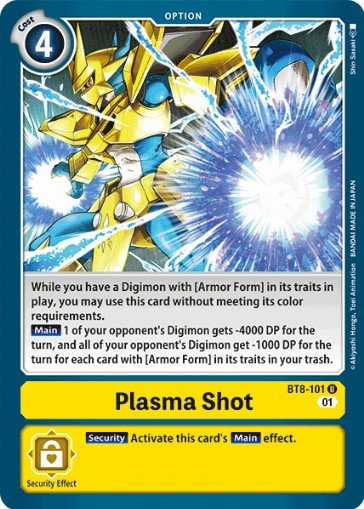 Cost
4
OPTION
Shin Sasaki
While you have a Digimon with [Armor Form] in its traits in
play, you may use this card without meeting its color
requirements.
Main 1 of your opponent's Digimon gets -4000 DP for the
turn, and all of your opponent's Digimon get -1000 DP for the
turn for each card with [Armor Form] in its traits in your trash.
©Akiyoshi Hongo, Toei Animation BANDAI MADE IN JAPAN
BT8-101 U
Plasma Shot
01
Security Activate this card's Main effect.
Security Effect